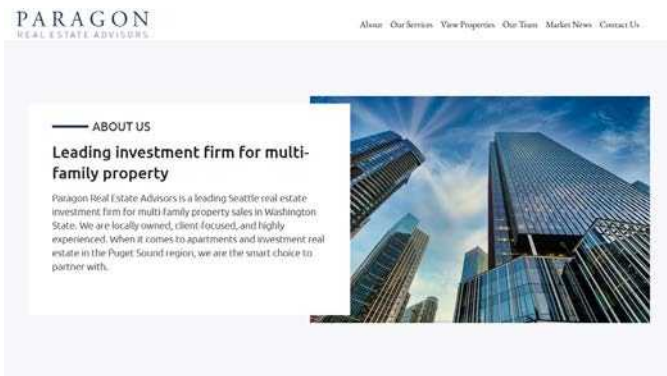 PARAGON
REAL ESTATE ADVISORS
About Our Services View Properties Our Team Market News Contact Us
ABOUT US
Leading investment firm for multi-
family property
Paragon Real Estate Advisors is a leading Seattle real estate
investment firm for multi-family property sales in Washington
State. We are locally owned, client-focused, and highly
experienced. When it comes to apartments and investment real
estate in the Puget Sound region, we are the smart choice to
partner with.